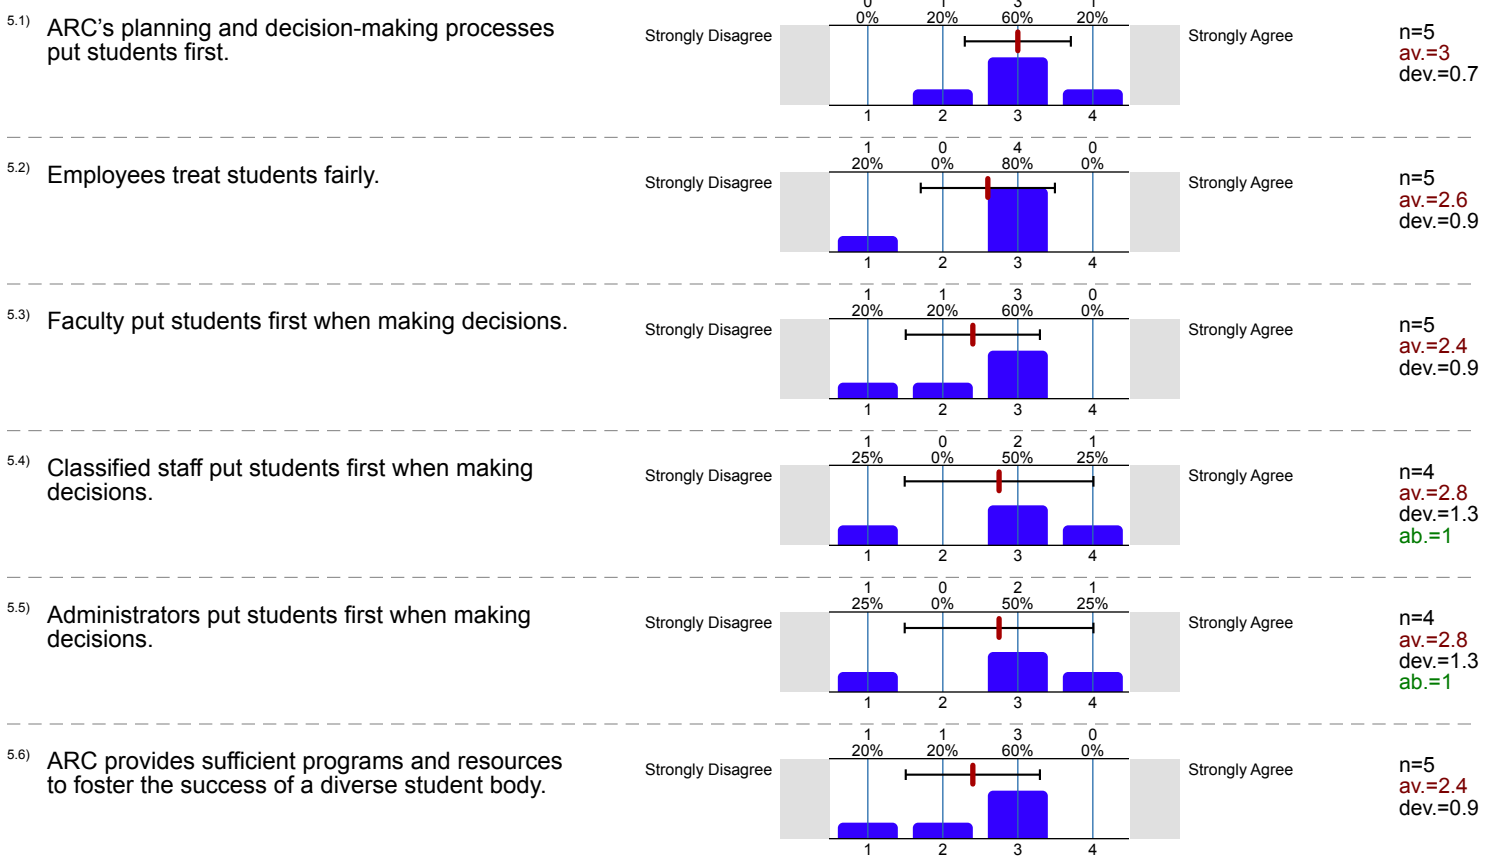 0 1 3 1
0% 20% 60% 20%
5.1) ARC’s planning and decision-making processes
put students first.
Strongly Disagree
Strongly Agree
n=5
av.=3
dev.=0.7
1 2 3 4
1 0 4 0
20% 0% 80% 0%
5.2) Employees treat students fairly.
Strongly Disagree
Strongly Agree
n=5
av.=2.6
dev.=0.9
1 2 3 4
1 1 3 0
20% 20% 60% 0%
5.3) Faculty put students first when making decisions.
Strongly Disagree
Strongly Agree
n=5
av.=2.4
dev.=0.9
1 2 3 4
1 0 2 1
25% 0% 50% 25%
5.4) Classified staff put students first when making
decisions.
Strongly Disagree
Strongly Agree
n=4
av.=2.8
dev.=1.3
ab.=1
1 2 3 4
1 0 2 1
25% 0% 50% 25%
5.5) Administrators put students first when making
decisions.
Strongly Disagree
Strongly Agree
n=4
av.=2.8
dev.=1.3
ab.=1
1 2 3 4
1 1 3 0
20% 20% 60% 0%
5.6) ARC provides sufficient programs and resources
to foster the success of a diverse student body.
Strongly Disagree
Strongly Agree
n=5
av.=2.4
dev.=0.9
1 2 3 4